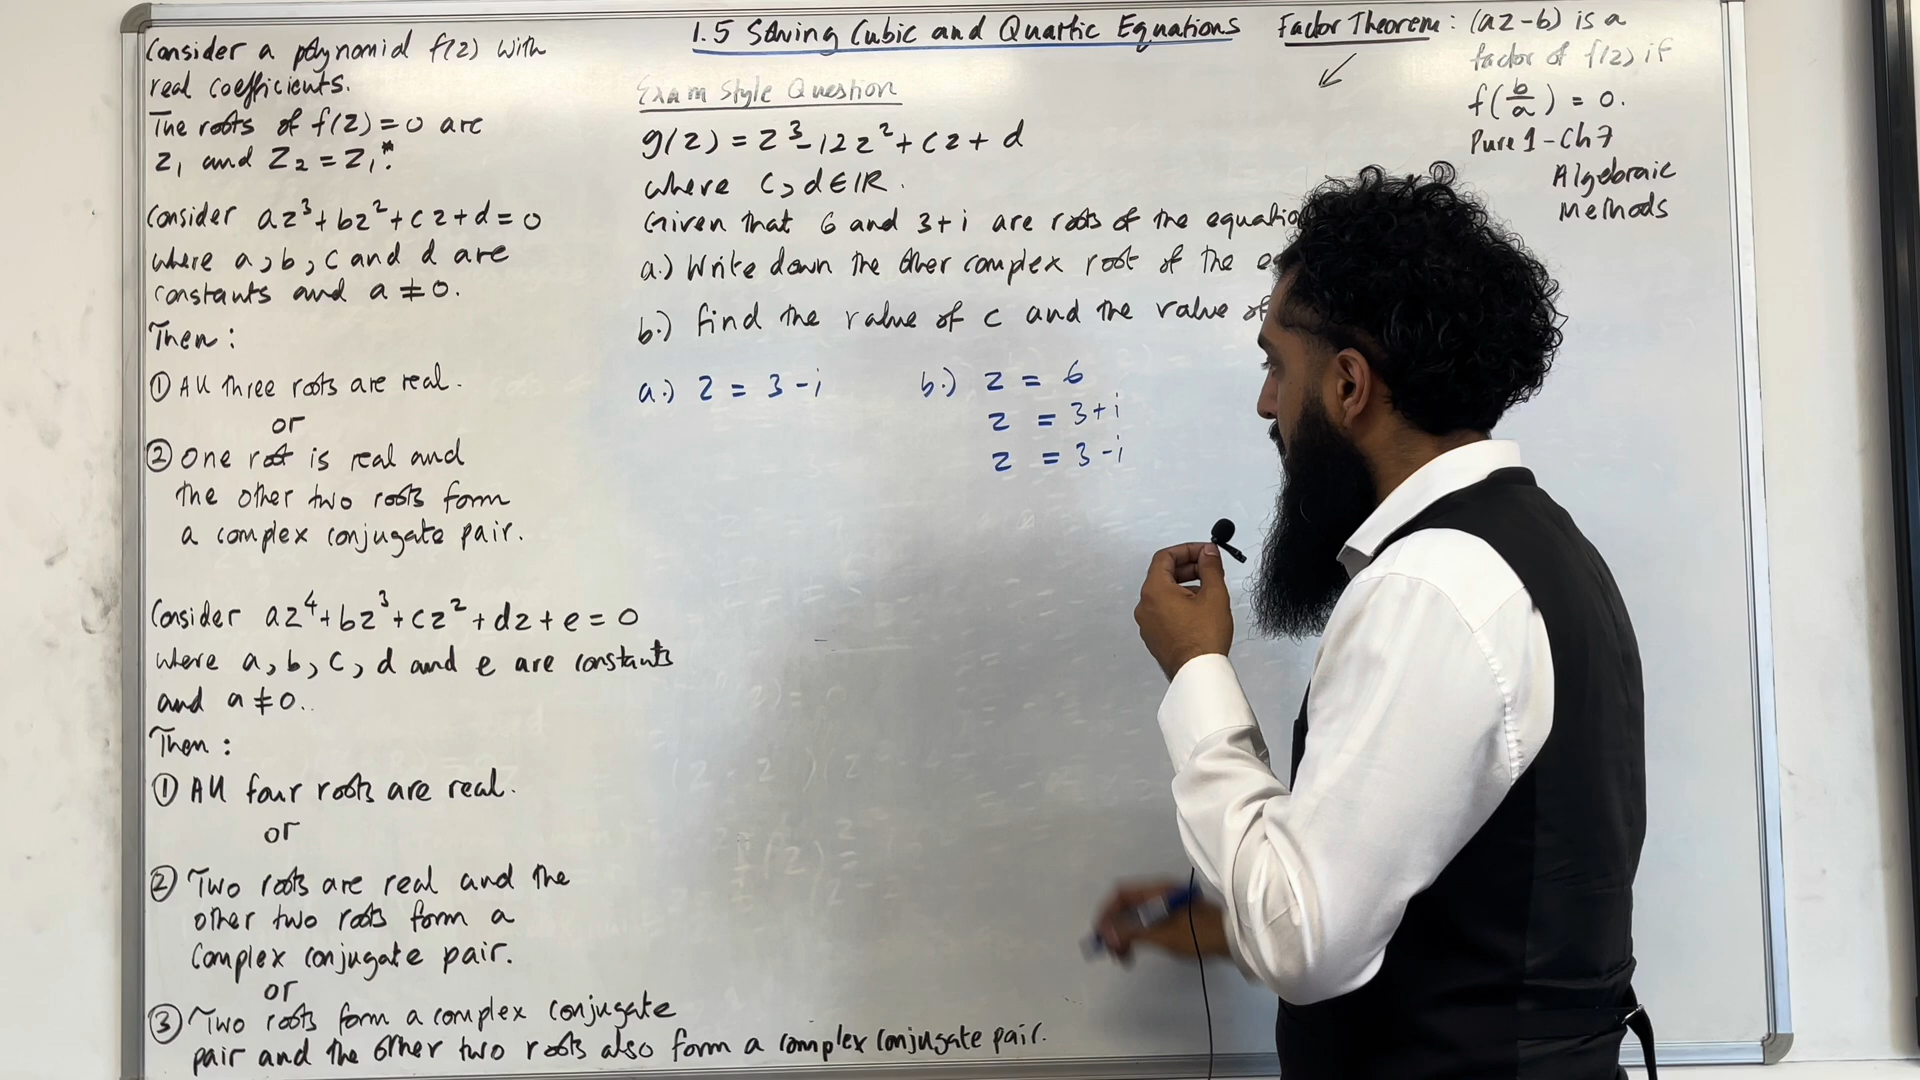 1.5 Solving Cubic and Quartic Equations
Consider a polynomial f(z) with
real coefficients.
The roots of f(z) = 0 are
z₁ and z₂ = z₁*.
Consider az³ + bz² + cz + d = 0
where a, b, c and d are
constants and a ≠ 0.
Then:
① All three roots are real.
or
② One root is real and
the other two roots form
a complex conjugate pair.
Consider az⁴ + bz³ + cz² + dz + e = 0
where a, b, c, d and e are constants
and a ≠ 0.
Then:
① All four roots are real.
or
② Two roots are real and the
other two roots form a
complex conjugate pair.
or
③ Two roots form a complex conjugate
pair and the other two roots also form a complex conjugate pair.
Exam Style Question
g(z) = z³ - 12z² + cz + d
where c, d ∈ ℝ.
Given that 6 and 3 + i are roots of the
a.) Write down the other complex root of the
b.) find the value of c and the value of
a.) z = 3 - i
b.) z = 6
z = 3 + i
z = 3 - i
Factor Theorem: (az - b) is a
factor of f(z) if
f(b/a) = 0.
Pure 1 - Ch 7
Algebraic
Methods